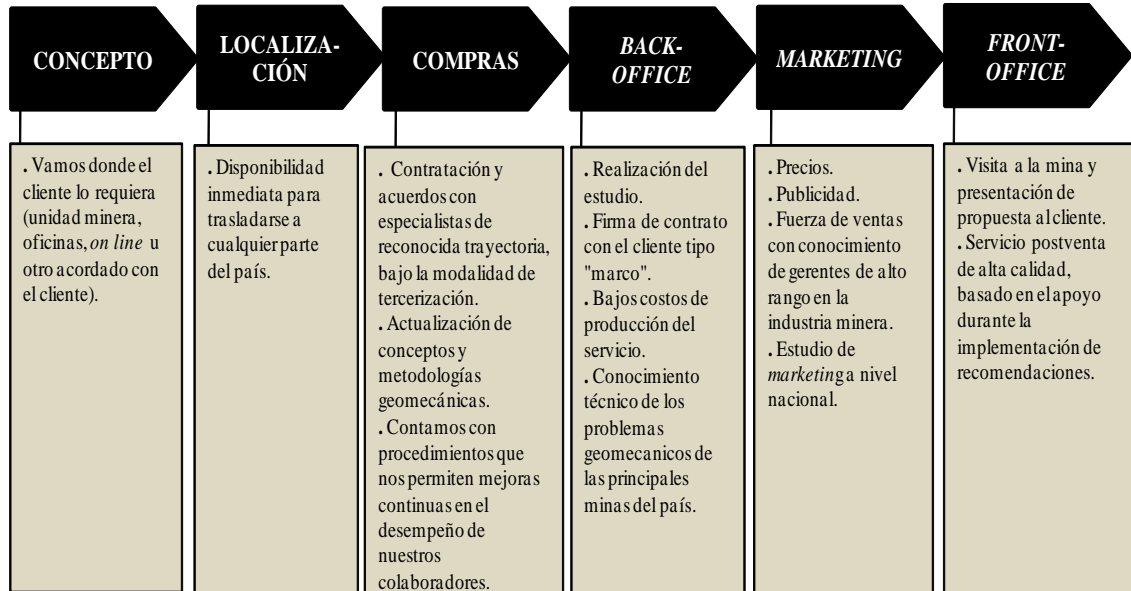 CONCEPTO
LOCALIZA-
CIÓN
COMPRAS
BACK-
OFFICE
MARKETING
FRONT-
OFFICE
. Vamos donde el
cliente lo requiera
(unidad minera,
oficinas, on line u
otro acordado con
el cliente).
. Disponibilidad
inmediata para
trasladarse a
cualquier parte
del país.
. Contratación y
acuerdos con
especialistas de
reconocida trayectoria,
bajo la modalidad de
tercerización.
. Actualización de
conceptos y
metodologías
geomecánicas.
. Contamos con
procedimientos que
nos permiten mejoras
continuas en el
desempeño de
nuestros
colaboradores.
. Realización del
estudio.
. Firma de contrato
con el cliente tipo
"marco".
. Bajos costos de
producción del
servicio.
. Conocimiento
técnico de los
problemas
geomecanicos de
las principales
minas del país.
. Precios.
. Publicidad.
. Fuerza de ventas
con conocimiento
de gerentes de alto
rango en la
industria minera.
. Estudio de
marketing a nivel
nacional.
. Visita a la mina y
presentación de
propuesta al cliente.
. Servicio postventa
de alta calidad,
basado en el apoyo
durante la
implementación de
recomendaciones.